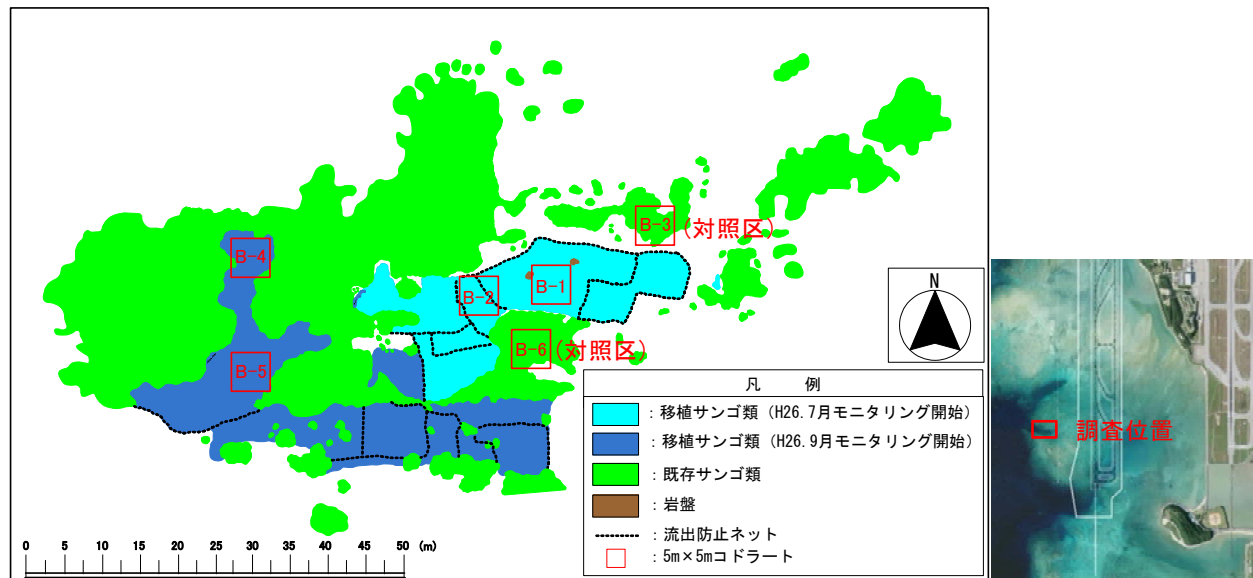 B-3 (対照区)
B-4
B-1
B-2
N
B-6 (対照区)
B-5
凡 例
：移植サンゴ類（H26.7月モニタリング開始）
：移植サンゴ類（H26.9月モニタリング開始）
：既存サンゴ類
：岩盤
：流出防止ネット
：5m×5mコドラート
0 5 10 15 20 25 30 35 40 45 50 (m)
調査位置